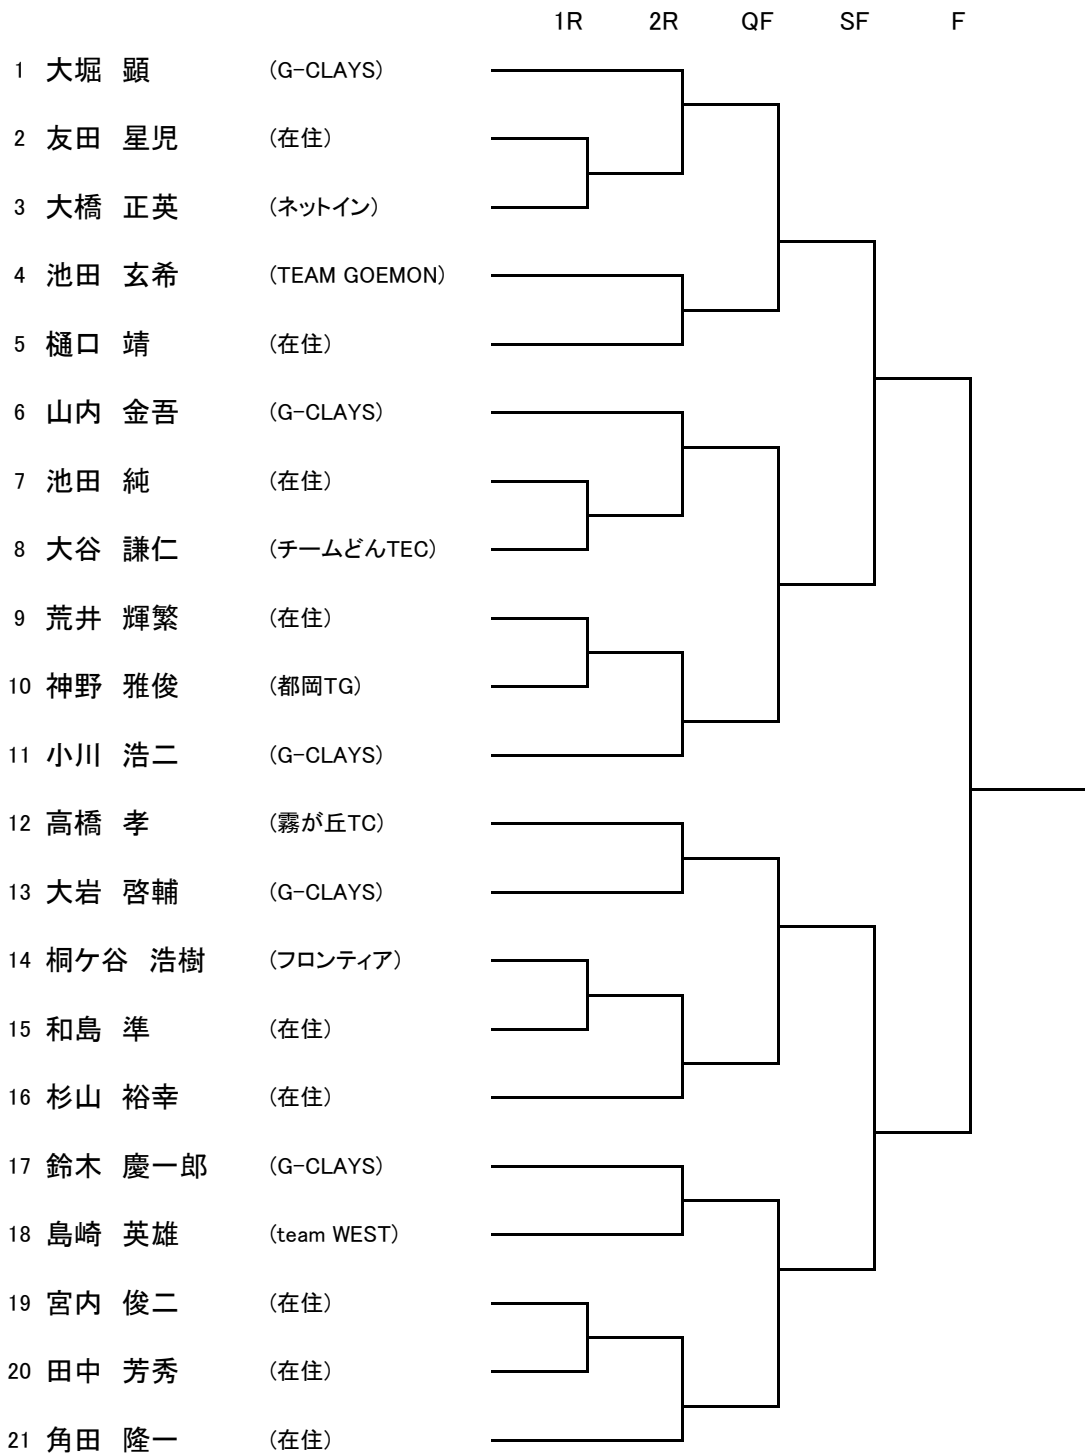 1R 2R QF SF F
1 大堀 顕 (G-CLAYS)
2 友田 星児 (在住)
3 大橋 正英 (ネットイン)
4 池田 玄希 (TEAM GOEMON)
5 樋口 靖 (在住)
6 山内 金吾 (G-CLAYS)
7 池田 純 (在住)
8 大谷 謙仁 (チームどんTEC)
9 荒井 輝繁 (在住)
10 神野 雅俊 (都岡TG)
11 小川 浩二 (G-CLAYS)
12 高橋 孝 (霧が丘TC)
13 大岩 啓輔 (G-CLAYS)
14 桐ケ谷 浩樹 (フロンティア)
15 和島 準 (在住)
16 杉山 裕幸 (在住)
17 鈴木 慶一郎 (G-CLAYS)
18 島崎 英雄 (team WEST)
19 宮内 俊二 (在住)
20 田中 芳秀 (在住)
21 角田 隆一 (在住)